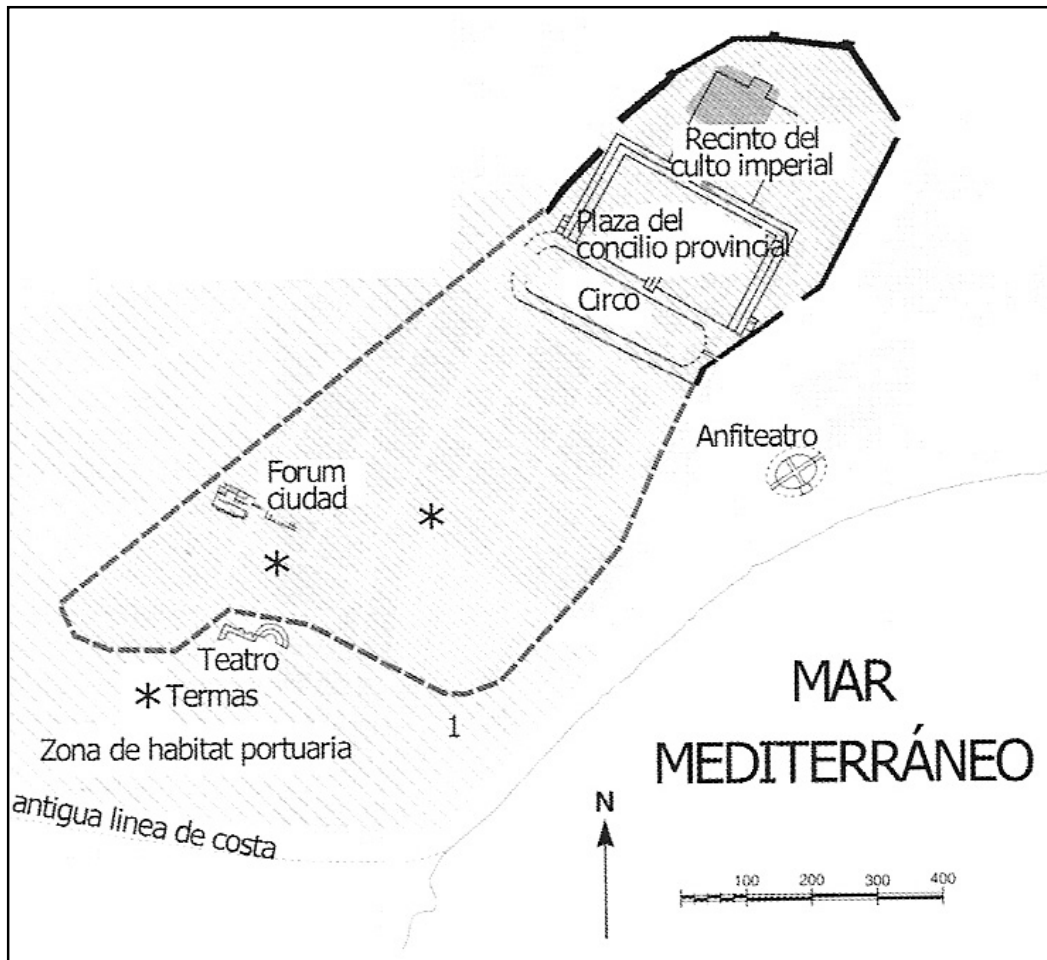 Recinto del
culto imperial
Plaza del
concilio provincial
Circo
Anfiteatro
Forum
ciudad
Teatro
Termas
1
Zona de habitat portuaria
antigua linea de costa
MAR
MEDITERRÁNEO
N
100 200 300 400